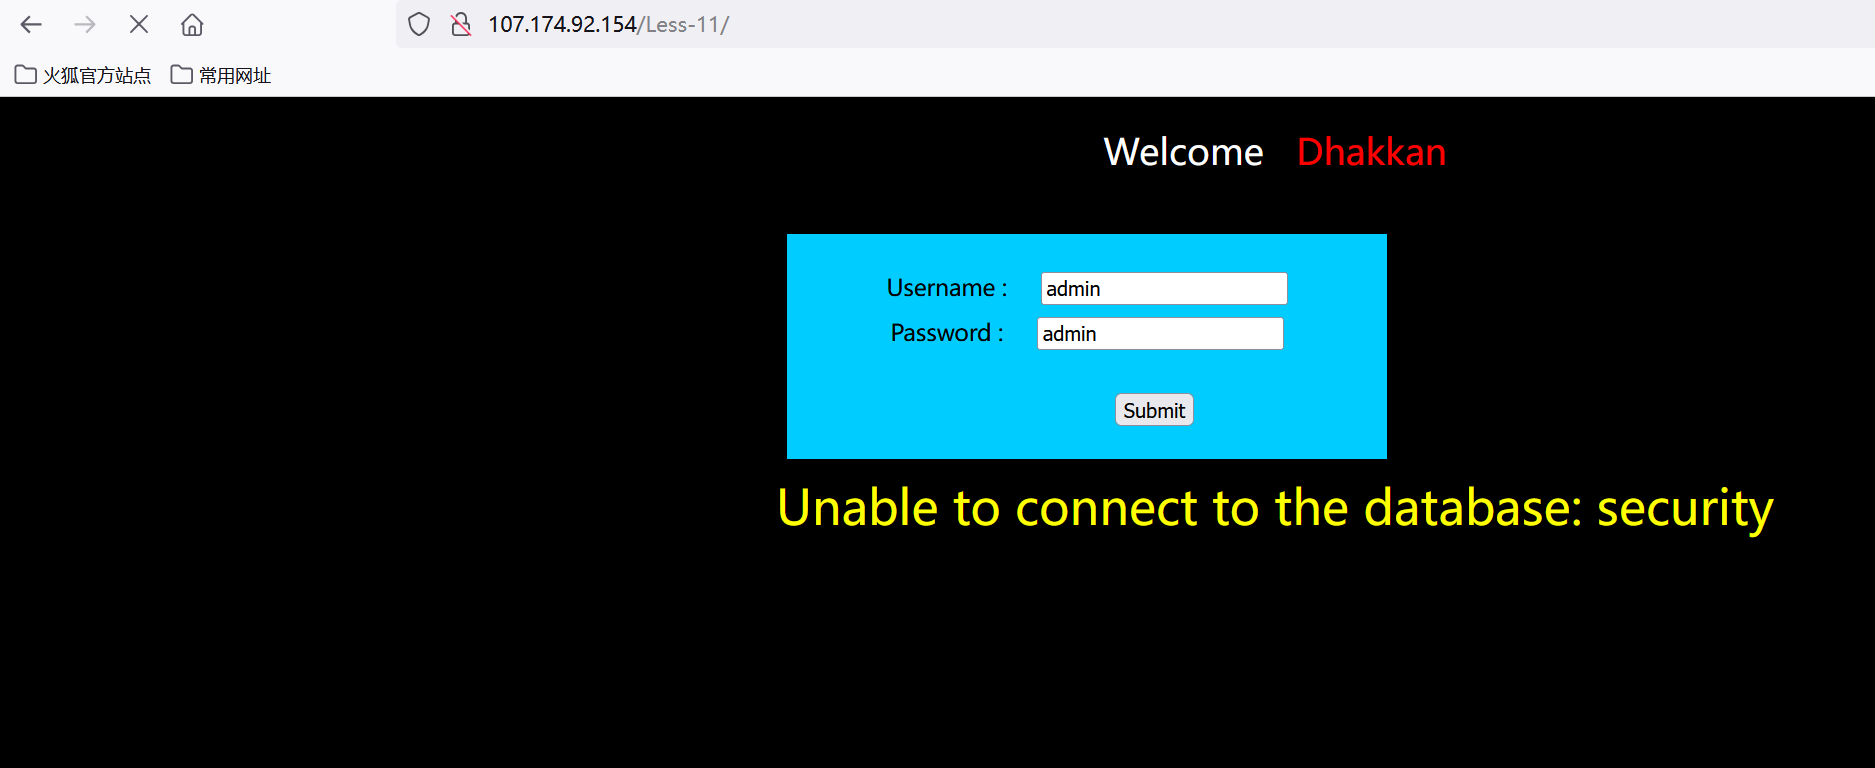 107.174.92.154/Less-11/
火狐官方站点 常用网址
Welcome Dhakkan
Username : admin
Password : admin
Submit
Unable to connect to the database: security